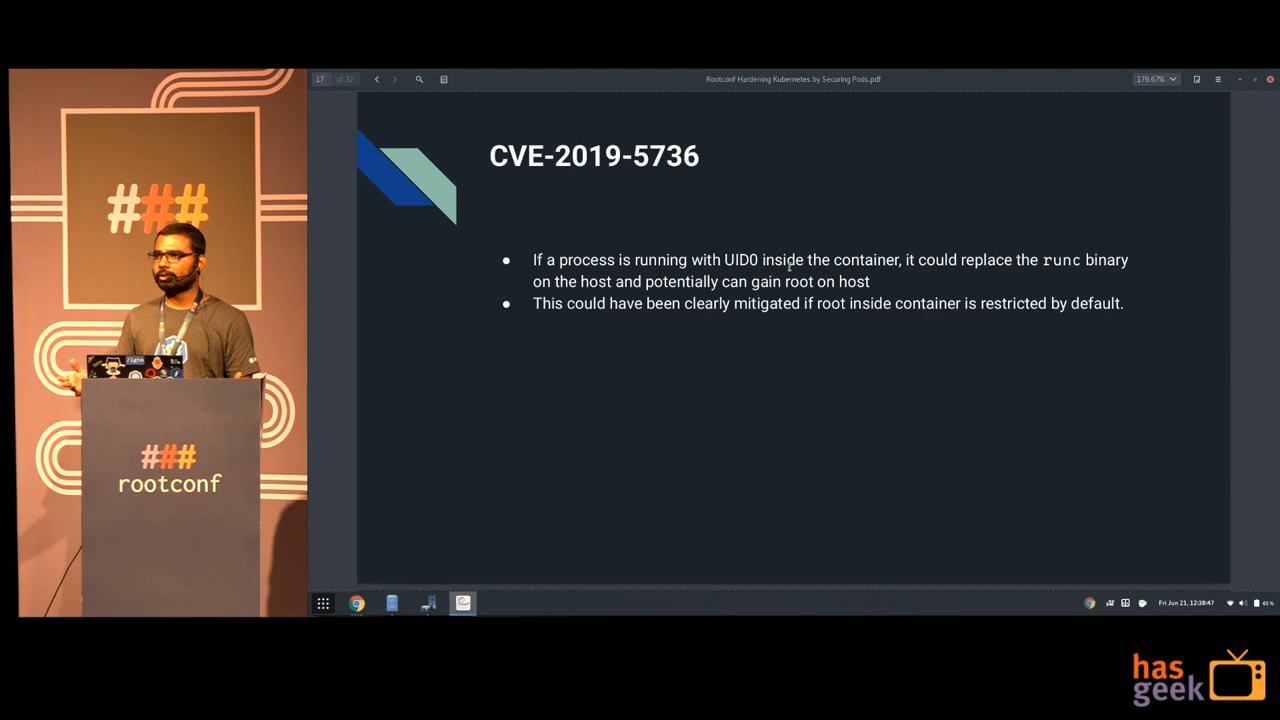 17 of 32
Rootconf Hardening Kubernetes by Securing Pods.pdf
179.67%
CVE-2019-5736
● If a process is running with UID0 inside the container, it could replace the runc binary
on the host and potentially can gain root on host
● This could have been clearly mitigated if root inside container is restricted by default.
###
/lgtm
###
rootconf
Fri Jun 21, 12:38:47
65 %
has
geek